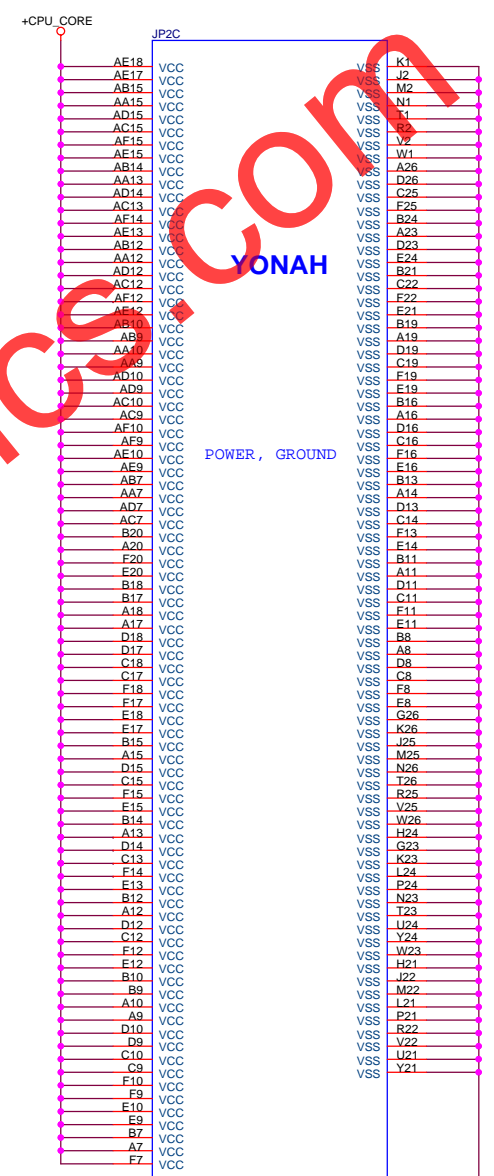 +CPU_CORE
JP2C
AE18 VCC VSS K1
AE17 VCC VSS J2
AB15 VCC VSS M2
AA15 VCC VSS N1
AD15 VCC VSS T1
AC15 VCC VSS R2
AF15 VCC VSS V2
AE15 VCC VSS W1
AB14 VCC VSS A26
AA13 VCC VSS D26
AD14 VCC VSS C25
AC13 VCC VSS F25
AF14 VCC VSS B24
AE13 VCC VSS A23
AB12 VCC VSS D23
AA12 VCC VSS E24
YONAH
AD12 VCC VSS B21
AC12 VCC VSS C22
AF12 VCC VSS F22
AE12 VCC VSS E21
AB10 VCC VSS B19
AB9 VCC VSS A19
AA10 VCC VSS D19
AA9 VCC VSS C19
AD10 VCC VSS F19
AD9 VCC VSS E19
AC10 VCC VSS B16
AC9 VCC VSS A16
AF10 VCC VSS D16
AF9 VCC VSS C16
AE10 VCC POWER, GROUND VSS F16
AE9 VCC VSS E16
AB7 VCC VSS B13
AA7 VCC VSS A14
AD7 VCC VSS D13
AC7 VCC VSS C14
B20 VCC VSS F13
A20 VCC VSS E14
F20 VCC VSS B11
E20 VCC VSS A11
B18 VCC VSS D11
B17 VCC VSS C11
A18 VCC VSS F11
A17 VCC VSS E11
D18 VCC VSS B8
D17 VCC VSS A8
C18 VCC VSS D8
C17 VCC VSS C8
F18 VCC VSS F8
F17 VCC VSS E8
E18 VCC VSS G26
E17 VCC VSS K26
B15 VCC VSS J25
A15 VCC VSS M25
D15 VCC VSS N26
C15 VCC VSS T26
F15 VCC VSS R25
E15 VCC VSS V25
B14 VCC VSS W26
A13 VCC VSS H24
D14 VCC VSS G23
C13 VCC VSS K23
F14 VCC VSS L24
E13 VCC VSS P24
B12 VCC VSS N23
A12 VCC VSS T23
D12 VCC VSS U24
C12 VCC VSS Y24
F12 VCC VSS W23
E12 VCC VSS H21
B10 VCC VSS J22
B9 VCC VSS M22
A10 VCC VSS L21
A9 VCC VSS P21
D10 VCC VSS R22
D9 VCC VSS V22
C10 VCC VSS U21
C9 VCC VSS Y21
F10 VCC
F9 VCC
E10 VCC
E9 VCC
B7 VCC
A7 VCC
F7 VCC
cs.com